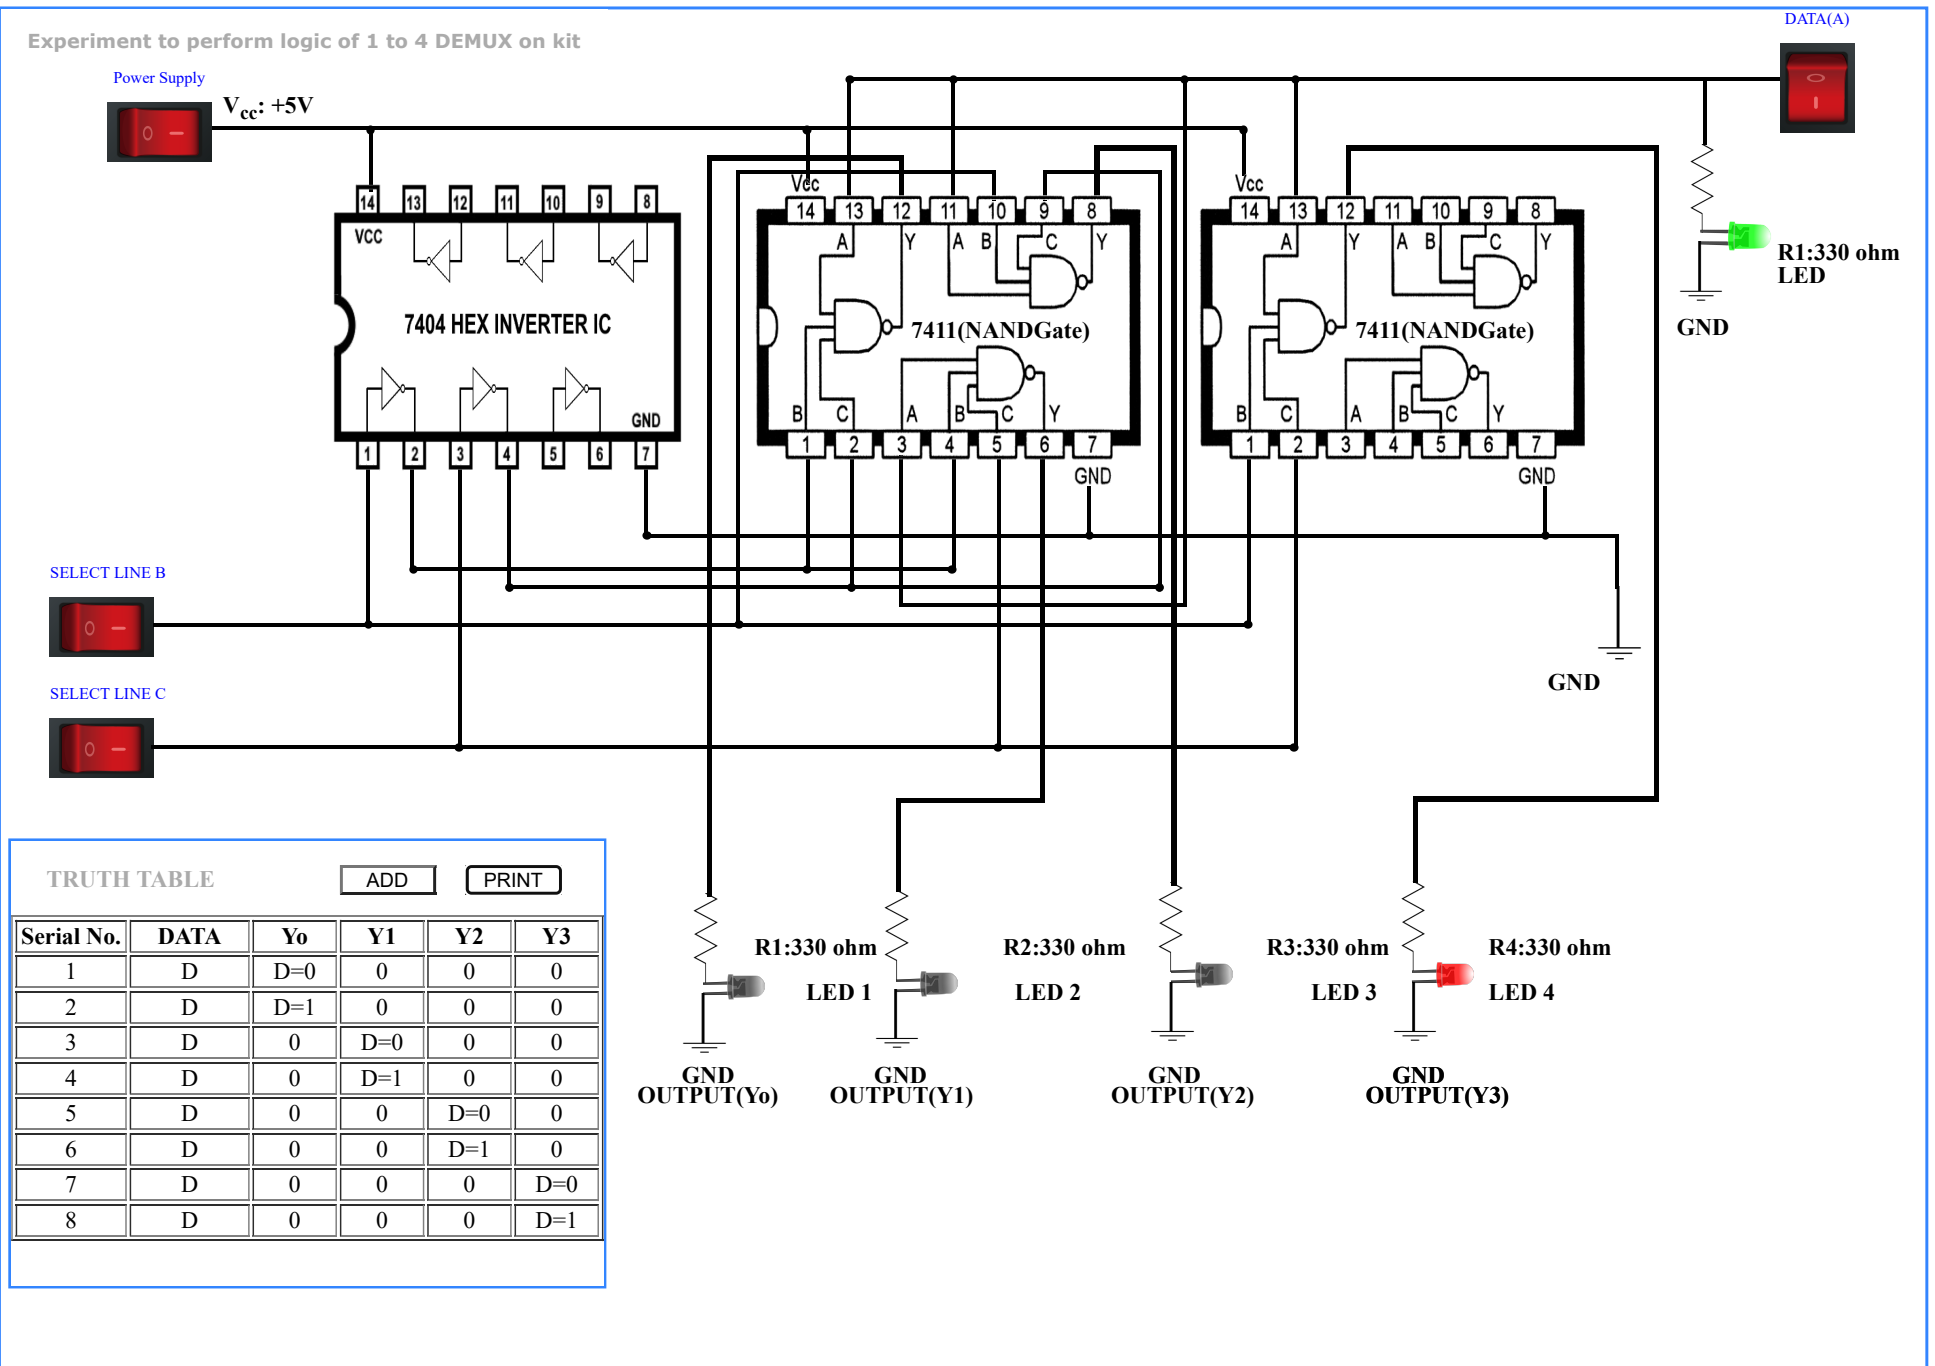 DATA(A)
Experiment to perform logic of 1 to 4 DEMUX on kit
Power Supply
Vcc: +5V
14 13 12 11 10 9 8
VCC
7404 HEX INVERTER IC
GND
1 2 3 4 5 6 7
Vcc
14 13 12 11 10 9 8
A Y A B C Y
7411(NANDGate)
B C A B C Y
1 2 3 4 5 6 7
GND
Vcc
14 13 12 11 10 9 8
A Y A B C Y
7411(NANDGate)
B C A B C Y
1 2 3 4 5 6 7
GND
R1:330 ohm
LED
GND
SELECT LINE B
SELECT LINE C
GND
TRUTH TABLE ADD PRINT
Serial No. DATA Yo Y1 Y2 Y3
1 D D=0 0 0 0
2 D D=1 0 0 0
3 D 0 D=0 0 0
4 D 0 D=1 0 0
5 D 0 0 D=0 0
6 D 0 0 D=1 0
7 D 0 0 0 D=0
8 D 0 0 0 D=1
R1:330 ohm R2:330 ohm R3:330 ohm R4:330 ohm
LED 1 LED 2 LED 3 LED 4
GND GND GND GND
OUTPUT(Yo) OUTPUT(Y1) OUTPUT(Y2) OUTPUT(Y3)